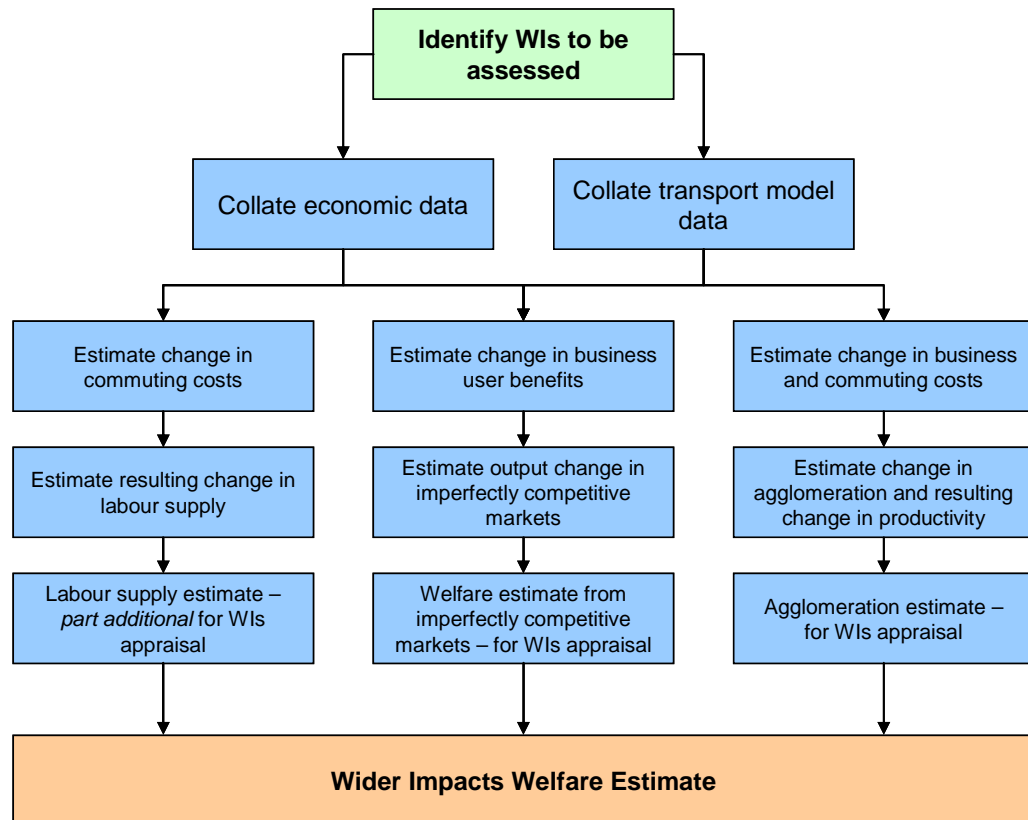 Identify WIs to be
assessed
Collate economic data
Collate transport model
data
Estimate change in
commuting costs
Estimate change in business
user benefits
Estimate change in business
and commuting costs
Estimate resulting change in
labour supply
Estimate output change in
imperfectly competitive
markets
Estimate change in
agglomeration and resulting
change in productivity
Labour supply estimate –
part additional for WIs
appraisal
Welfare estimate from
imperfectly competitive
markets – for WIs appraisal
Agglomeration estimate –
for WIs appraisal
Wider Impacts Welfare Estimate